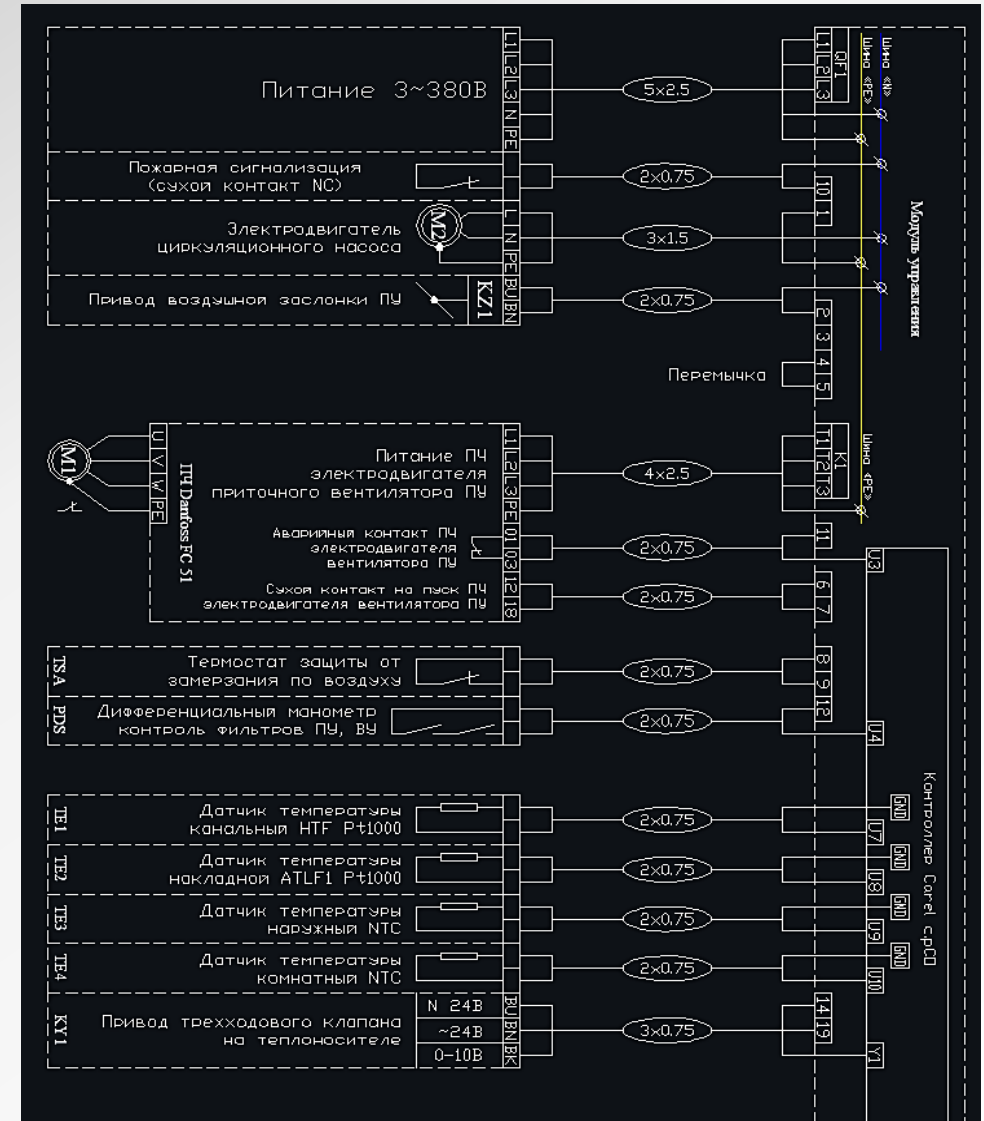 Питание 3~380В
L1
L2
L3
N
PE
5x2.5
L1
L2
L3
QF1
Шина «PE»
Шина «N»
Модуль управления
Пожарная сигнализация
(сухой контакт NC)
2x0.75
10
1
Электродвигатель
циркуляционного насоса
M2
L
N
PE
3x1.5
Привод воздушной заслонки ПУ
KZ1
BU
BN
2x0.75
2
3
4
5
Перемычка
M1
U
V
W
PE
ПЧ Danfoss FC 51
Питание ПЧ
электродвигателя
приточного вентилятора ПУ
L1
L2
L3
PE
4x2.5
T1
T2
T3
K1
Шина «PE»
Аварийный контакт ПЧ
электродвигателя
вентилятора ПУ
01
03
2x0.75
11
U3
Сухой контакт на пуск ПЧ
электродвигателя вентилятора ПУ
12
18
2x0.75
6
7
TSA
Термостат защиты от
замерзания по воздуху
2x0.75
8
9
12
PDS
Дифференциальный манометр
контроль фильтров ПУ, ВУ
2x0.75
U4
Контроллер Carel c.pCO
TE1
Датчик температуры
канальный HTF Pt1000
2x0.75
GND
U7
TE2
Датчик температуры
накладной ATLF1 Pt1000
2x0.75
GND
U8
TE3
Датчик температуры
наружный NTC
2x0.75
GND
U9
TE4
Датчик температуры
комнатный NTC
2x0.75
GND
U10
KY1
Привод трехходового клапана
на теплоносителе
N 24В
~24В
0-10В
BU
BN
BK
3x0.75
14
19
Y1